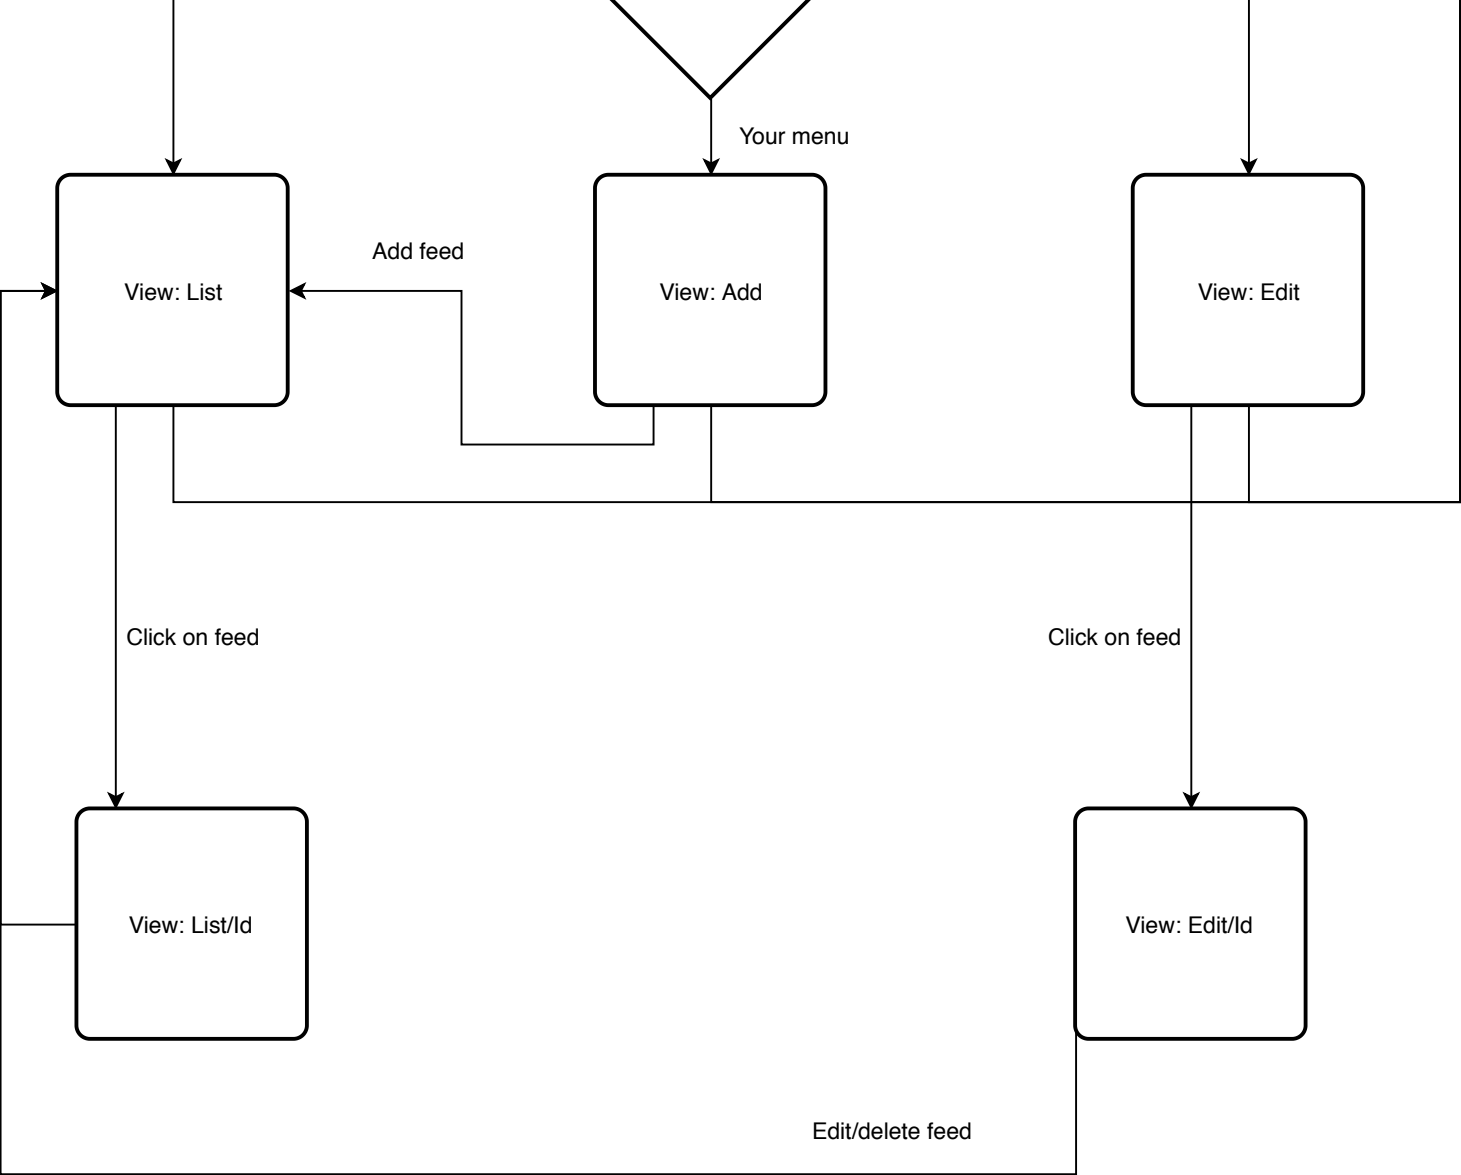 Your menu
Add feed
View: List
View: Add
View: Edit
Click on feed
Click on feed
View: List/Id
View: Edit/Id
Edit/delete feed